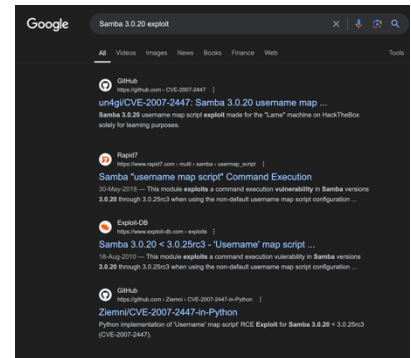 Google
Samba 3.0.20 exploit
All Videos Images News Books Finance Web Tools
GitHub
https://github.com › CVE-2007-2447
un4gi/CVE-2007-2447: Samba 3.0.20 username map ...
Samba 3.0.20 username map script exploit made for the "Lame" machine on HackTheBox
solely for learning purposes.
Rapid7
https://www.rapid7.com › multi › samba › usermap_script
Samba "username map script" Command Execution
30-May-2018 — This module exploits a command execution vulnerability in Samba versions
3.0.20 through 3.0.25rc3 when using the non-default username map script configuration ...
Exploit-DB
https://www.exploit-db.com › exploits
Samba 3.0.20 < 3.0.25rc3 - 'Username' map script ...
18-Aug-2010 — This module exploits a command execution vulnerability in Samba versions
3.0.20 through 3.0.25rc3 when using the non-default username map script configuration ...
GitHub
https://github.com › Ziemni › CVE-2007-2447-in-Python
Ziemni/CVE-2007-2447-in-Python
Python implementation of 'Username' map script' RCE Exploit for Samba 3.0.20 < 3.0.25rc3
(CVE-2007-2447).